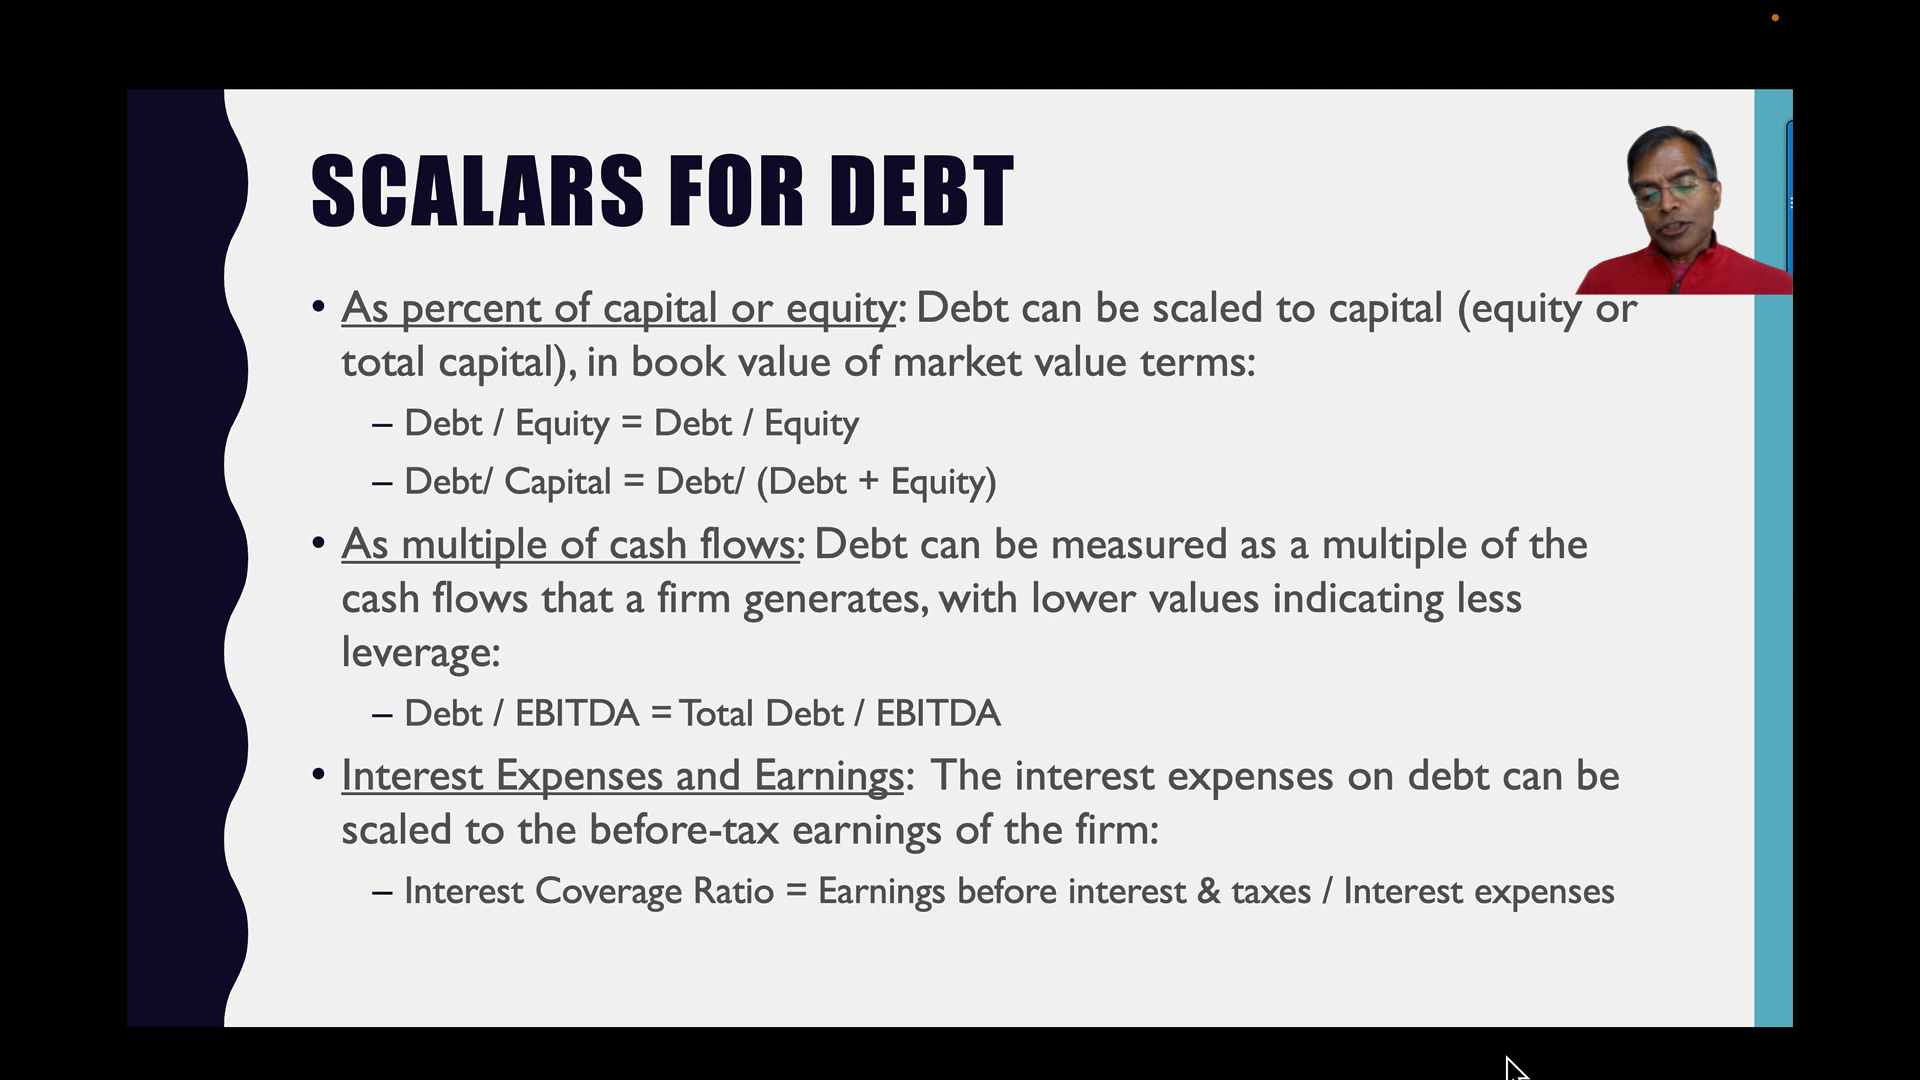 SCALARS FOR DEBT
• As percent of capital or equity: Debt can be scaled to capital (equity or
total capital), in book value of market value terms:
– Debt / Equity = Debt / Equity
– Debt/ Capital = Debt/ (Debt + Equity)
• As multiple of cash flows: Debt can be measured as a multiple of the
cash flows that a firm generates, with lower values indicating less
leverage:
– Debt / EBITDA = Total Debt / EBITDA
• Interest Expenses and Earnings: The interest expenses on debt can be
scaled to the before-tax earnings of the firm:
– Interest Coverage Ratio = Earnings before interest & taxes / Interest expenses